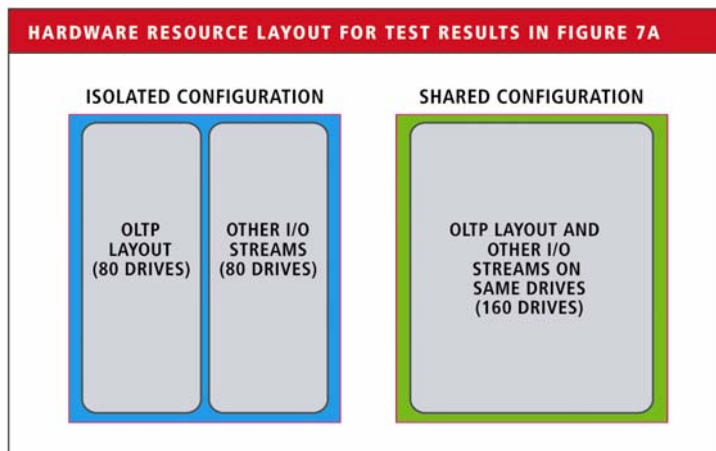 HARDWARE RESOURCE LAYOUT FOR TEST RESULTS IN FIGURE 7A
ISOLATED CONFIGURATION
OLTP
LAYOUT
(80 DRIVES)
OTHER I/O
STREAMS
(80 DRIVES)
SHARED CONFIGURATION
OLTP LAYOUT AND
OTHER I/O
STREAMS ON
SAME DRIVES
(160 DRIVES)